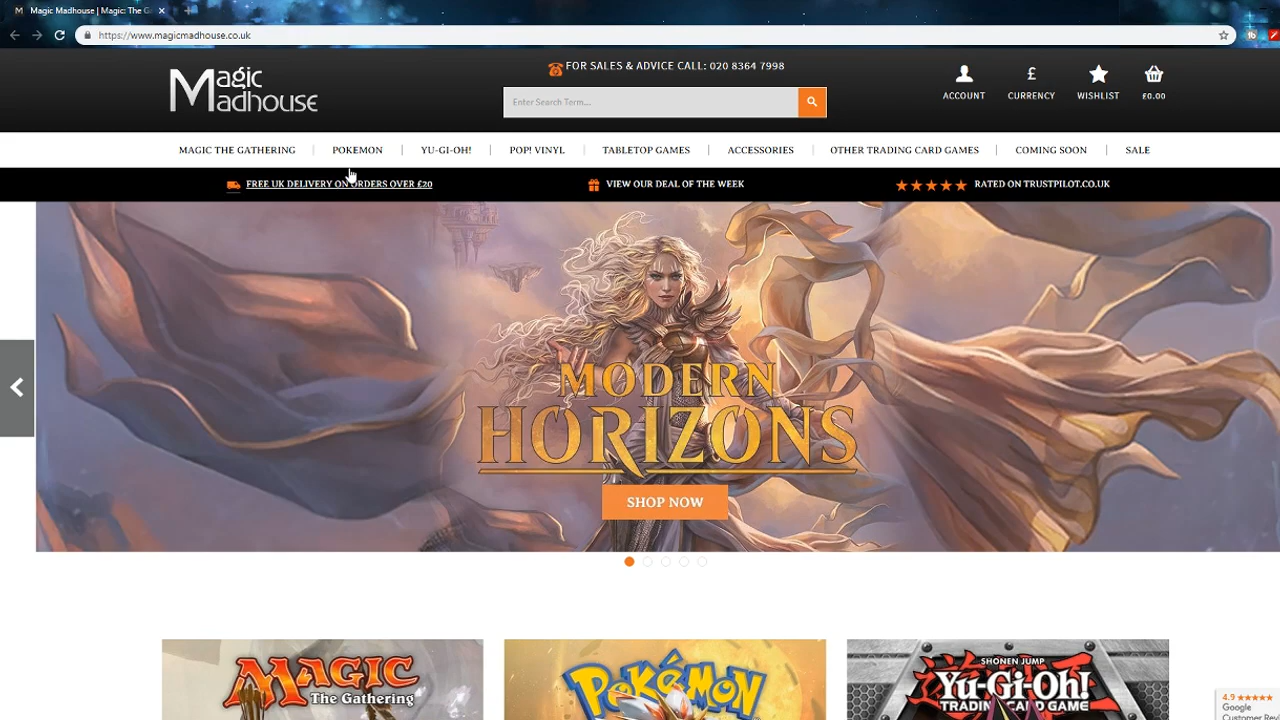 Magic Madhouse | Magic: The G
https://www.magicmadhouse.co.uk
Magic
Madhouse
FOR SALES & ADVICE CALL: 020 8364 7998
Enter Search Term....
ACCOUNT
£
CURRENCY
WISHLIST
£0.00
MAGIC THE GATHERING
POKEMON
YU-GI-OH!
POP! VINYL
TABLETOP GAMES
ACCESSORIES
OTHER TRADING CARD GAMES
COMING SOON
SALE
FREE UK DELIVERY ON ORDERS OVER £20
VIEW OUR DEAL OF THE WEEK
RATED ON TRUSTPILOT.CO.UK
MODERN
HORIZONS
SHOP NOW
MAGIC
The Gathering
POKéMON
SHONEN JUMP
Yu-Gi-Oh!
TRADING CARD GAME
4.9
Google
Customer Rev